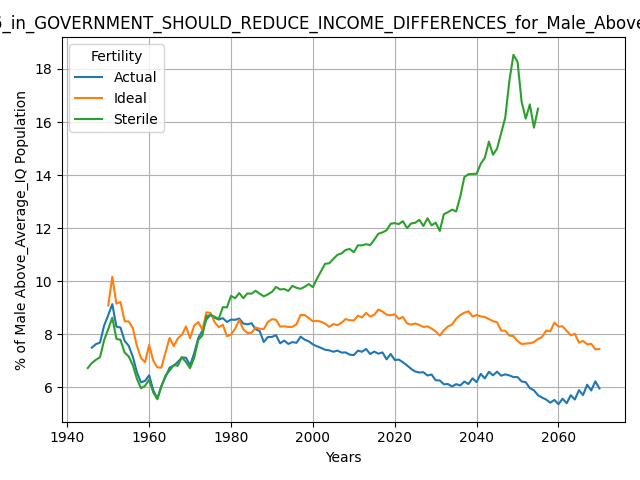 _in_GOVERNMENT_SHOULD_REDUCE_INCOME_DIFFERENCES_for_Male_Above
Fertility
Actual
Ideal
Sterile
% of Male Above_Average_IQ Population
18
16
14
12
10
8
6
1940 1960 1980 2000 2020 2040 2060
Years